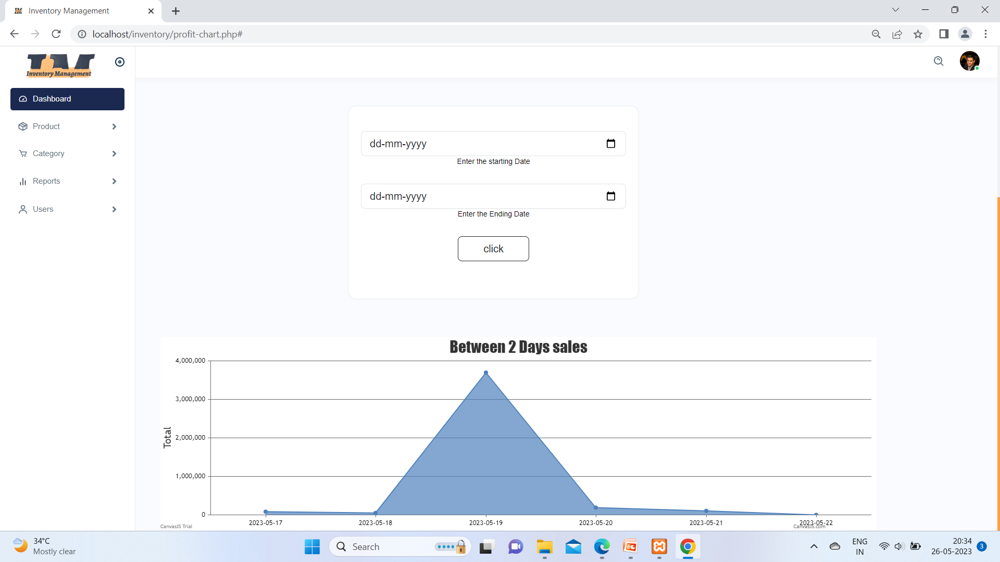 IM Inventory Management
localhost/inventory/profit-chart.php#
IM
Inventory Management
Dashboard
Product
Category
Reports
Users
dd-mm-yyyy
Enter the starting Date
dd-mm-yyyy
Enter the Ending Date
click
Between 2 Days sales
Total
4,000,000
3,000,000
2,000,000
1,000,000
0
2023-05-17 2023-05-18 2023-05-19 2023-05-20 2023-05-21 2023-05-22
CanvasJS Trial CanvasJS.com
34°C
Mostly clear
Search
ENG
IN
20:34
26-05-2023
3